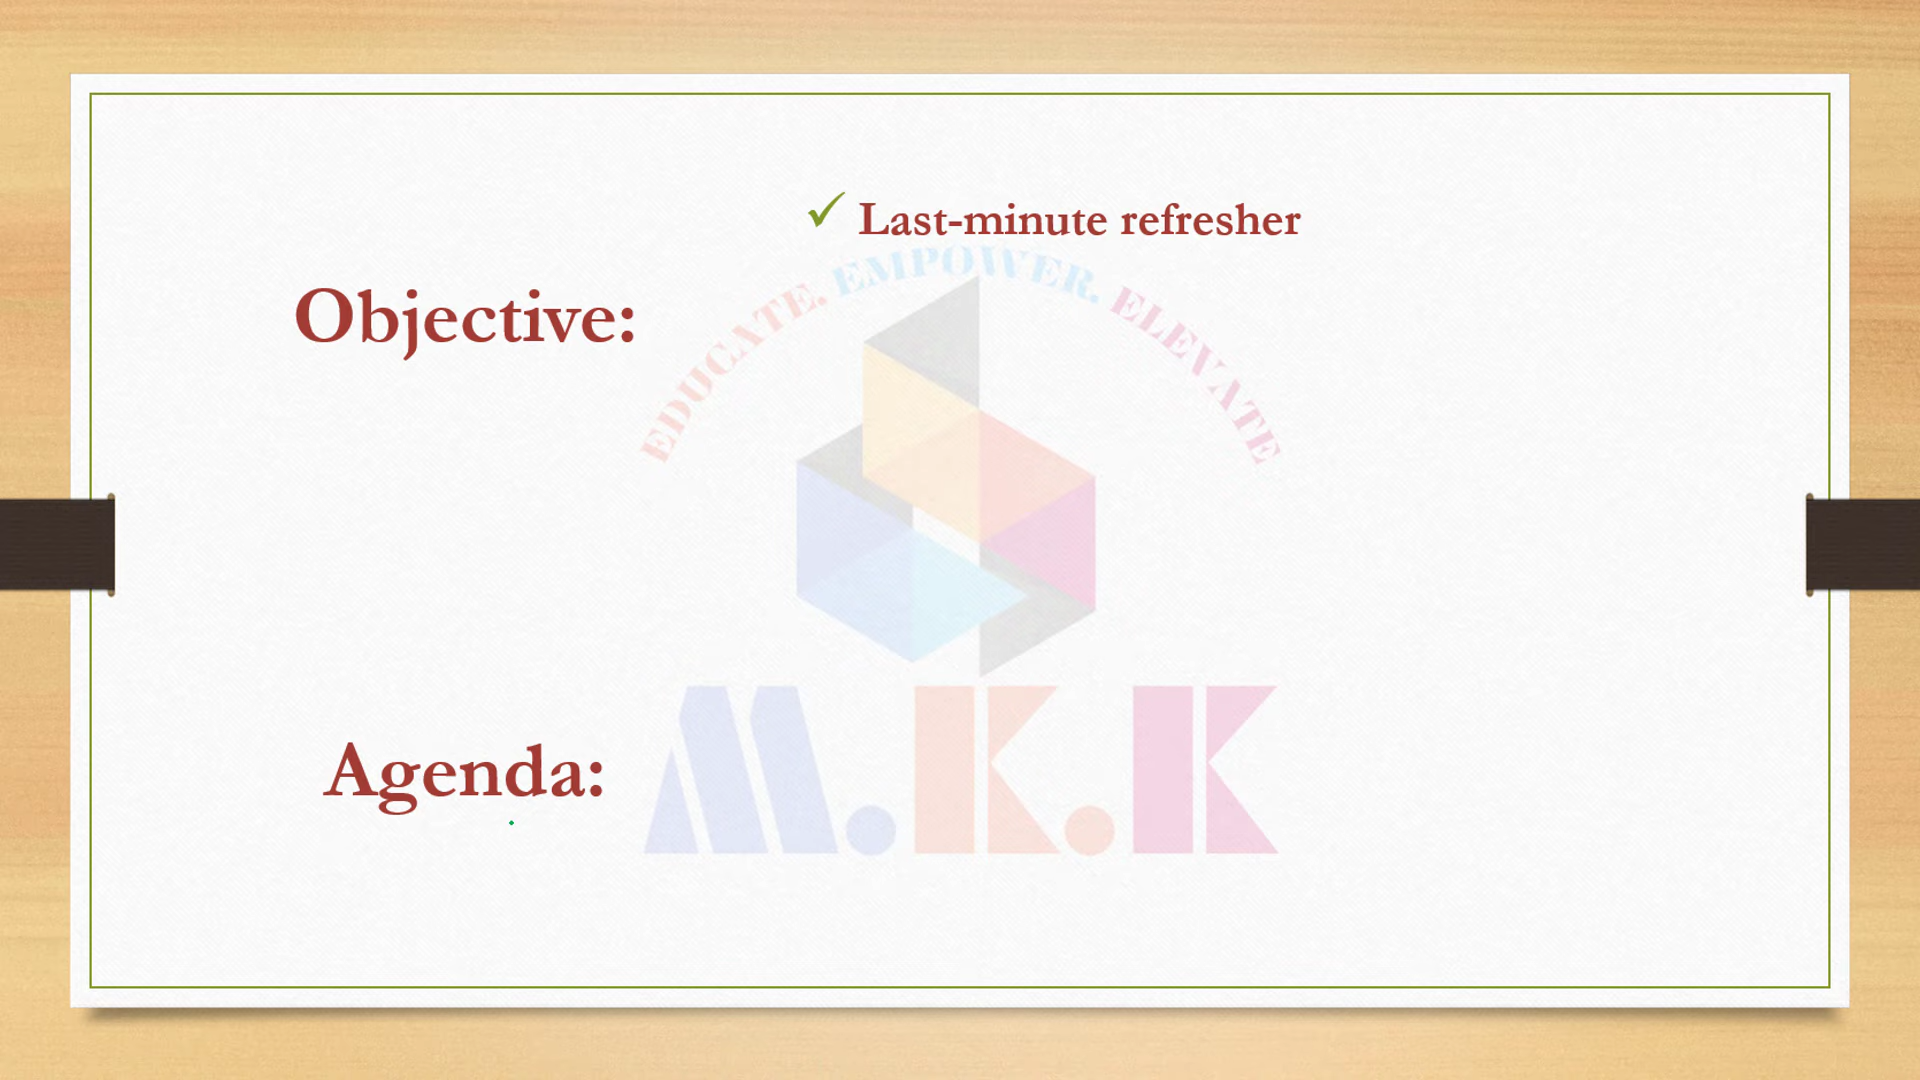 ✓ Last-minute refresher
EDUCATE. EMPOWER. ELEVATE
Objective:
M.K.K
Agenda: